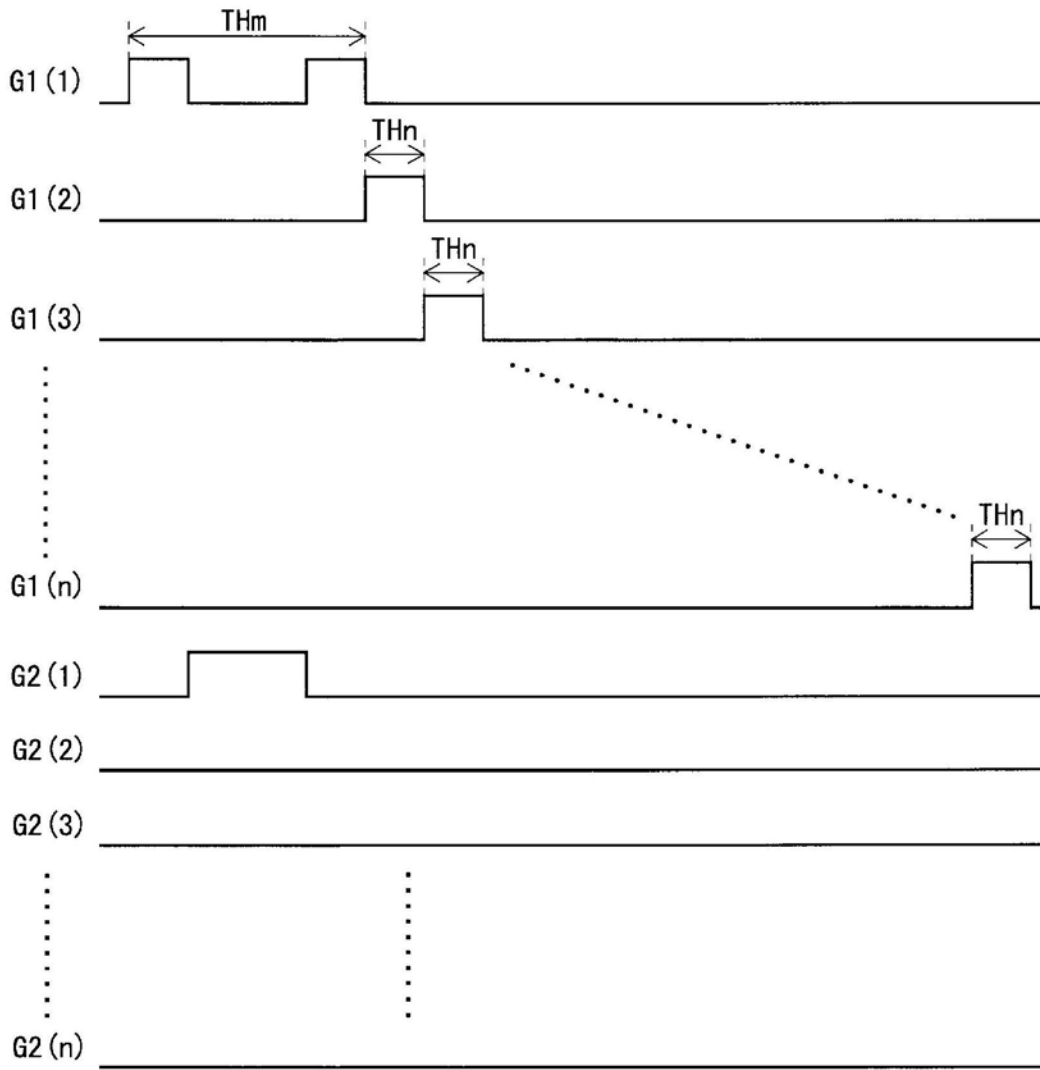 THm
G1(1)
THn
G1(2)
THn
G1(3)
THn
G1(n)
G2(1)
G2(2)
G2(3)
G2(n)